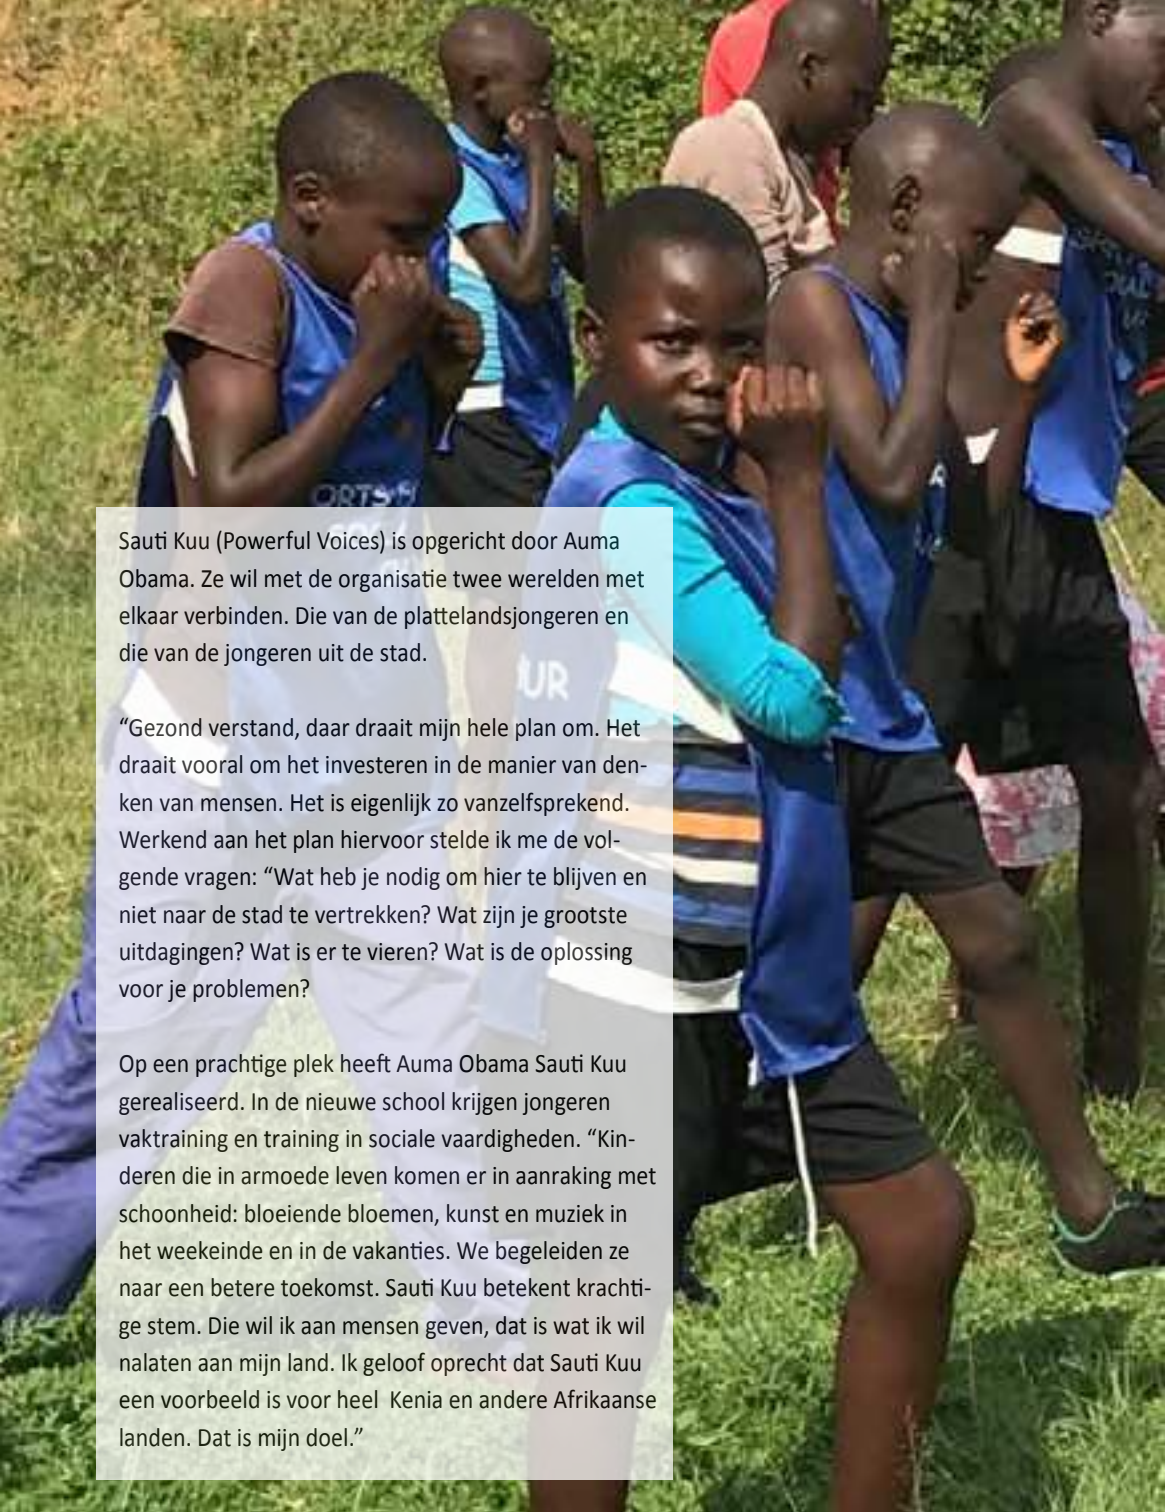 Sauti Kuu (Powerful Voices) is opgericht door Auma
Obama. Ze wil met de organisatie twee werelden met
elkaar verbinden. Die van de plattelandsjongeren en
die van de jongeren uit de stad.
“Gezond verstand, daar draait mijn hele plan om. Het
draait vooral om het investeren in de manier van den-
ken van mensen. Het is eigenlijk zo vanzelfsprekend.
Werkend aan het plan hiervoor stelde ik me de vol-
gende vragen: “Wat heb je nodig om hier te blijven en
niet naar de stad te vertrekken? Wat zijn je grootste
uitdagingen? Wat is er te vieren? Wat is de oplossing
voor je problemen?
Op een prachtige plek heeft Auma Obama Sauti Kuu
gerealiseerd. In de nieuwe school krijgen jongeren
vaktraining en training in sociale vaardigheden. “Kin-
deren die in armoede leven komen er in aanraking met
schoonheid: bloeiende bloemen, kunst en muziek in
het weekeinde en in de vakanties. We begeleiden ze
naar een betere toekomst. Sauti Kuu betekent krachti-
ge stem. Die wil ik aan mensen geven, dat is wat ik wil
nalaten aan mijn land. Ik geloof oprecht dat Sauti Kuu
een voorbeeld is voor heel  Kenia en andere Afrikaanse
landen. Dat is mijn doel.”